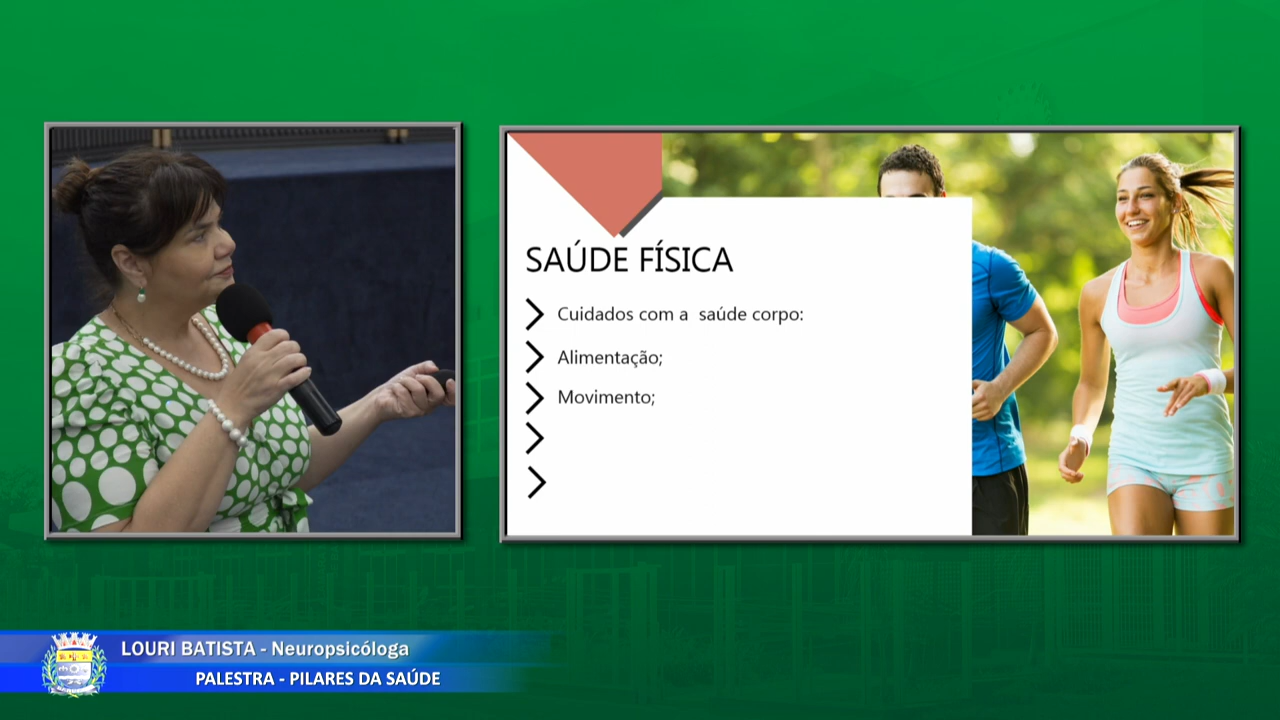 SAÚDE FÍSICA
Cuidados com a  saúde corpo:
Alimentação;
Movimento;
LOURI BATISTA - Neuropsicóloga
PALESTRA - PILARES DA SAÚDE